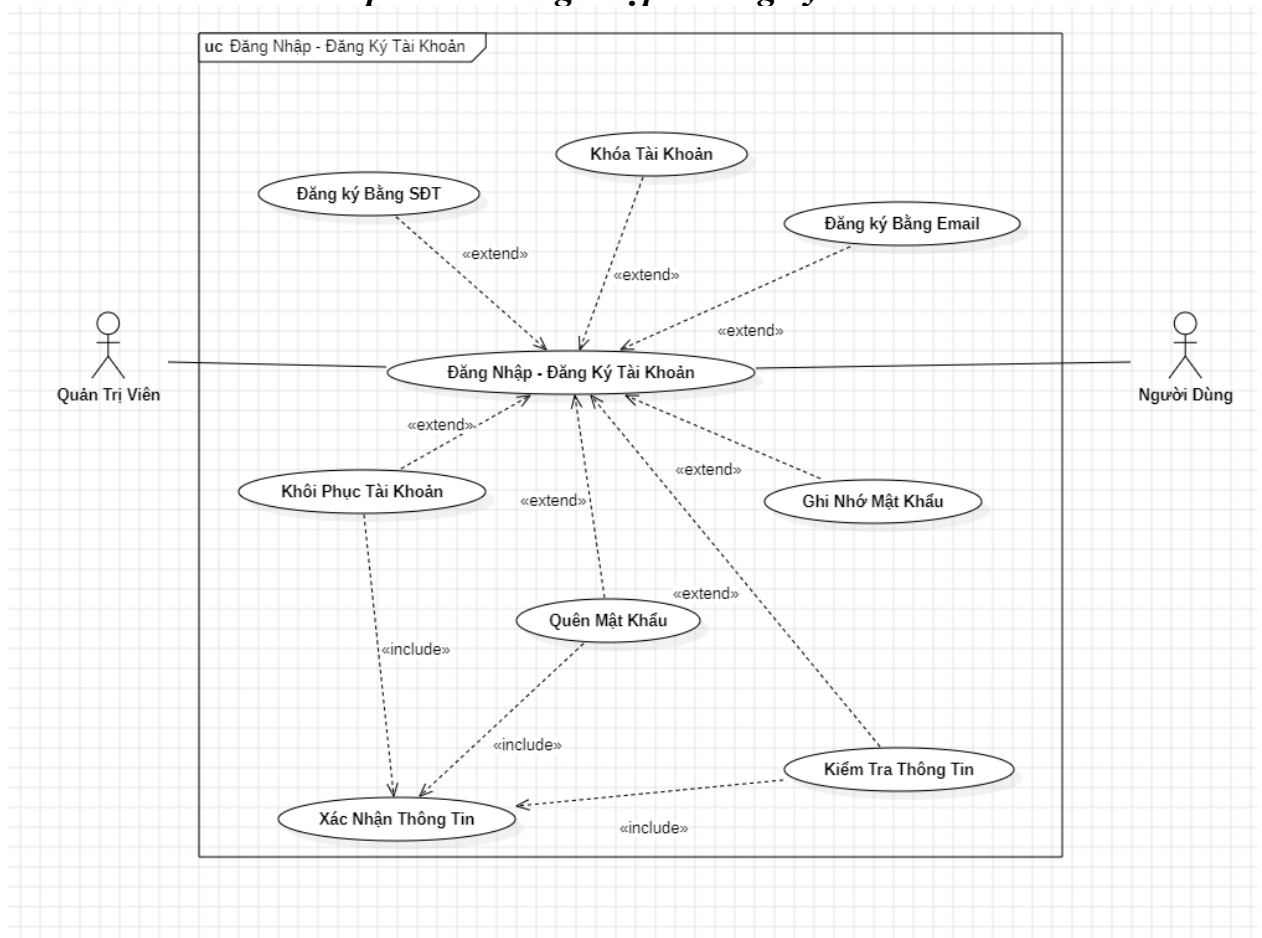 uc Đăng Nhập - Đăng Ký Tài Khoản
Khóa Tài Khoản
Đăng ký Bằng SĐT
Đăng ký Bằng Email
«extend»
«extend»
«extend»
Quản Trị Viên
Đăng Nhập - Đăng Ký Tài Khoản
Người Dùng
«extend»
«extend»
Khôi Phục Tài Khoản
«extend»
Ghi Nhớ Mật Khẩu
«extend»
Quên Mật Khẩu
«include»
«include»
Kiểm Tra Thông Tin
Xác Nhận Thông Tin
«include»